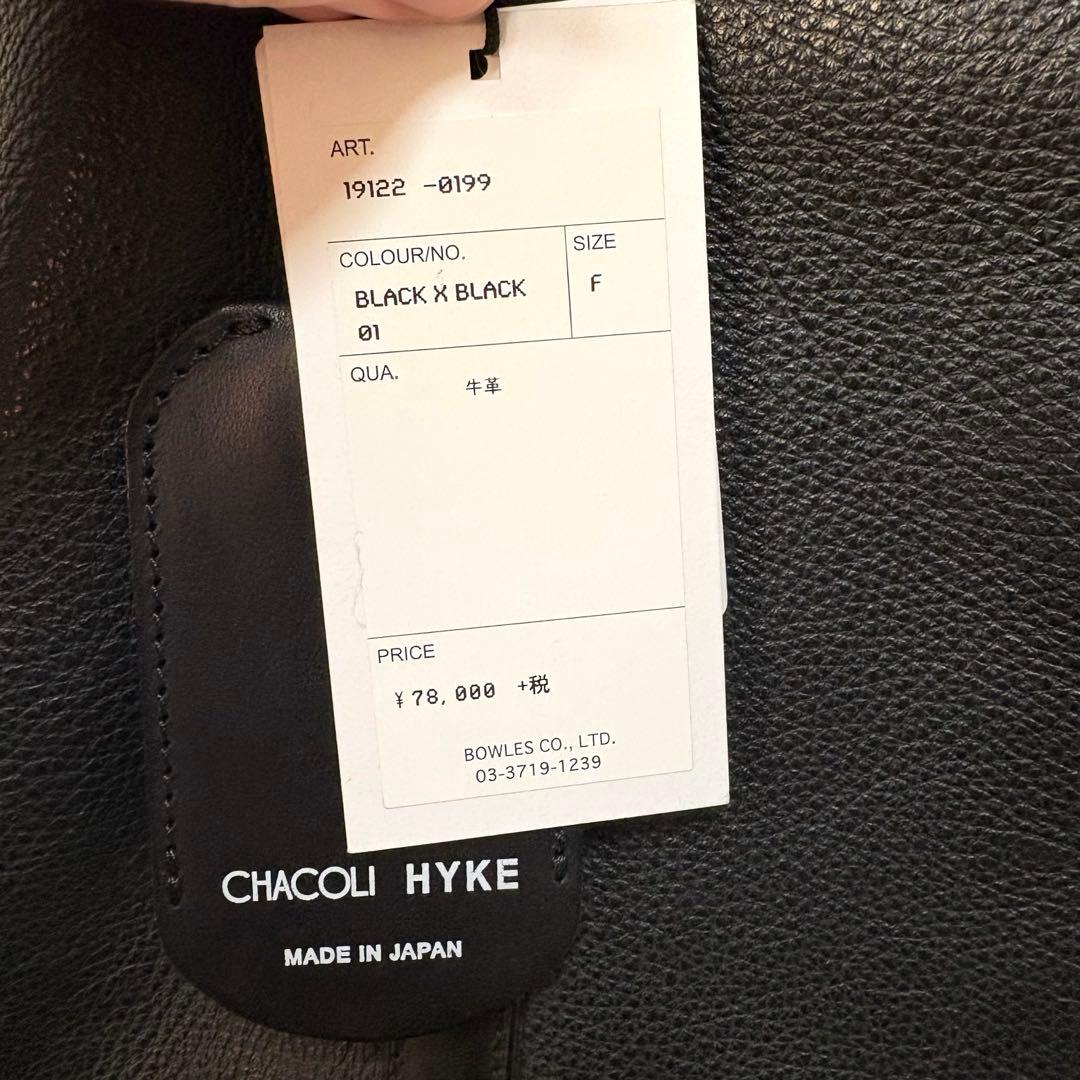 ART.
19122 -0199
COLOUR/NO.
SIZE
BLACK X BLACK
F
01
QUA.
牛革
PRICE
¥78,000 +税
BOWLES CO., LTD.
03-3719-1239
CHACOLI HYKE
MADE IN JAPAN